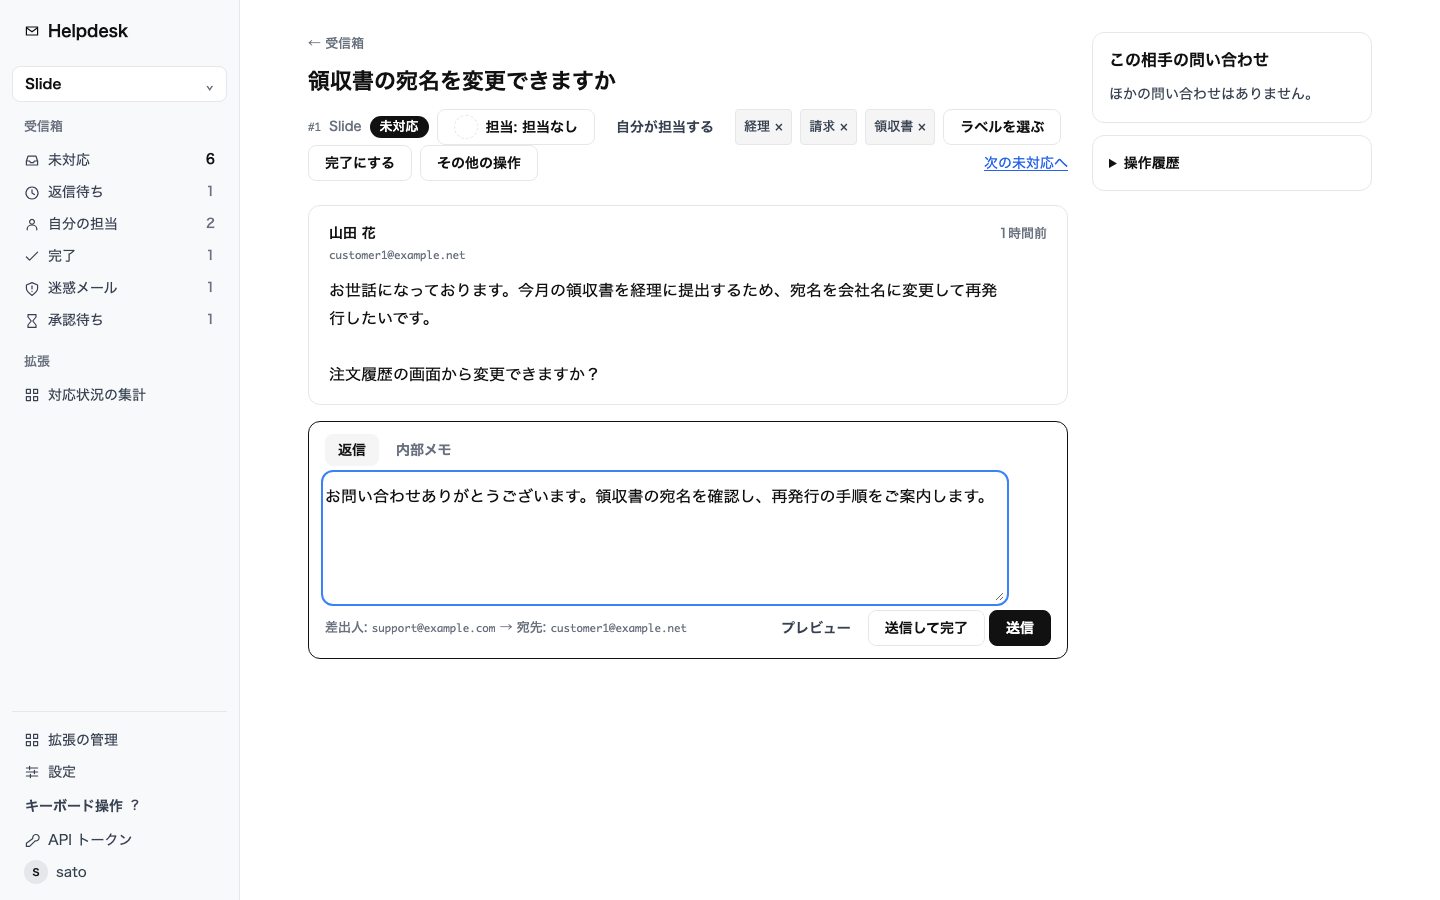 Helpdesk
Slide
受信箱
未対応 6
返信待ち 1
自分の担当 2
完了 1
迷惑メール 1
承認待ち 1
拡張
対応状況の集計
拡張の管理
設定
キーボード操作 ?
API トークン
S sato
← 受信箱
領収書の宛名を変更できますか
#1 Slide 未対応 担当: 担当なし 自分が担当する 経理 × 請求 × 領収書 × ラベルを選ぶ
完了にする その他の操作 次の未対応へ
山田 花 1時間前
customer1@example.net
お世話になっております。今月の領収書を経理に提出するため、宛名を会社名に変更して再発
行したいです。
注文履歴の画面から変更できますか？
返信 内部メモ
お問い合わせありがとうございます。領収書の宛名を確認し、再発行の手順をご案内します。
差出人: support@example.com → 宛先: customer1@example.net プレビュー 送信して完了 送信
この相手の問い合わせ
ほかの問い合わせはありません。
▶ 操作履歴